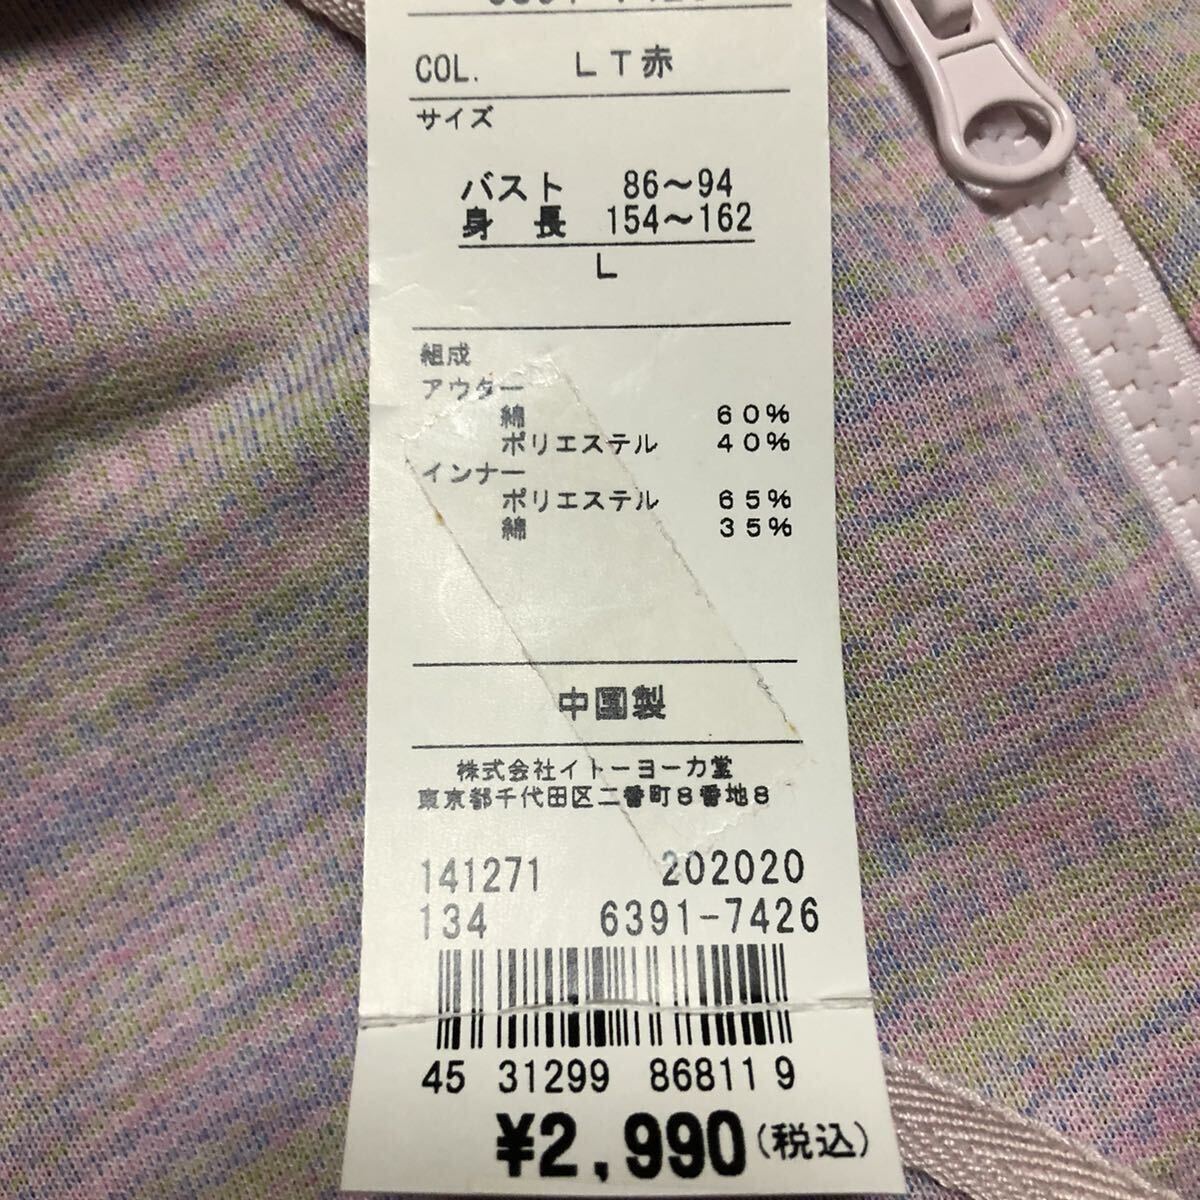 COL. LT赤
サイズ
バスト 86～94
身長 154～162
L
組成
アウター
綿 60%
ポリエステル 40%
インナー
ポリエステル 65%
綿 35%
中国製
株式会社イトーヨーカ堂
東京都千代田区二番町8番地8
141271 202020
134 6391-7426
45 31299 86811 9
¥2,990(税込)